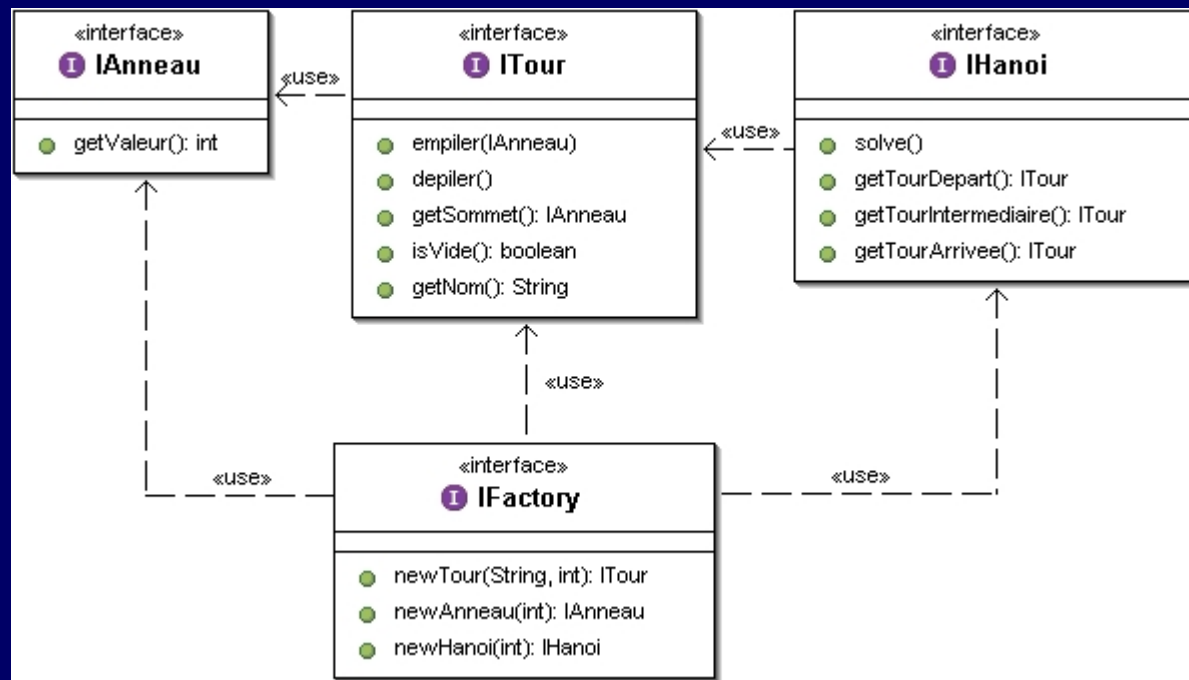 «interface»
I IAnneau
getValeur(): int
«use»
«interface»
I ITour
empiler(IAnneau)
depiler()
getSommet(): IAnneau
isVide(): boolean
getNom(): String
«use»
«interface»
I IHanoi
solve()
getTourDepart(): ITour
getTourIntermediaire(): ITour
getTourArrivee(): ITour
«use»
«use»
«use»
«interface»
I IFactory
newTour(String, int): ITour
newAnneau(int): IAnneau
newHanoi(int): IHanoi